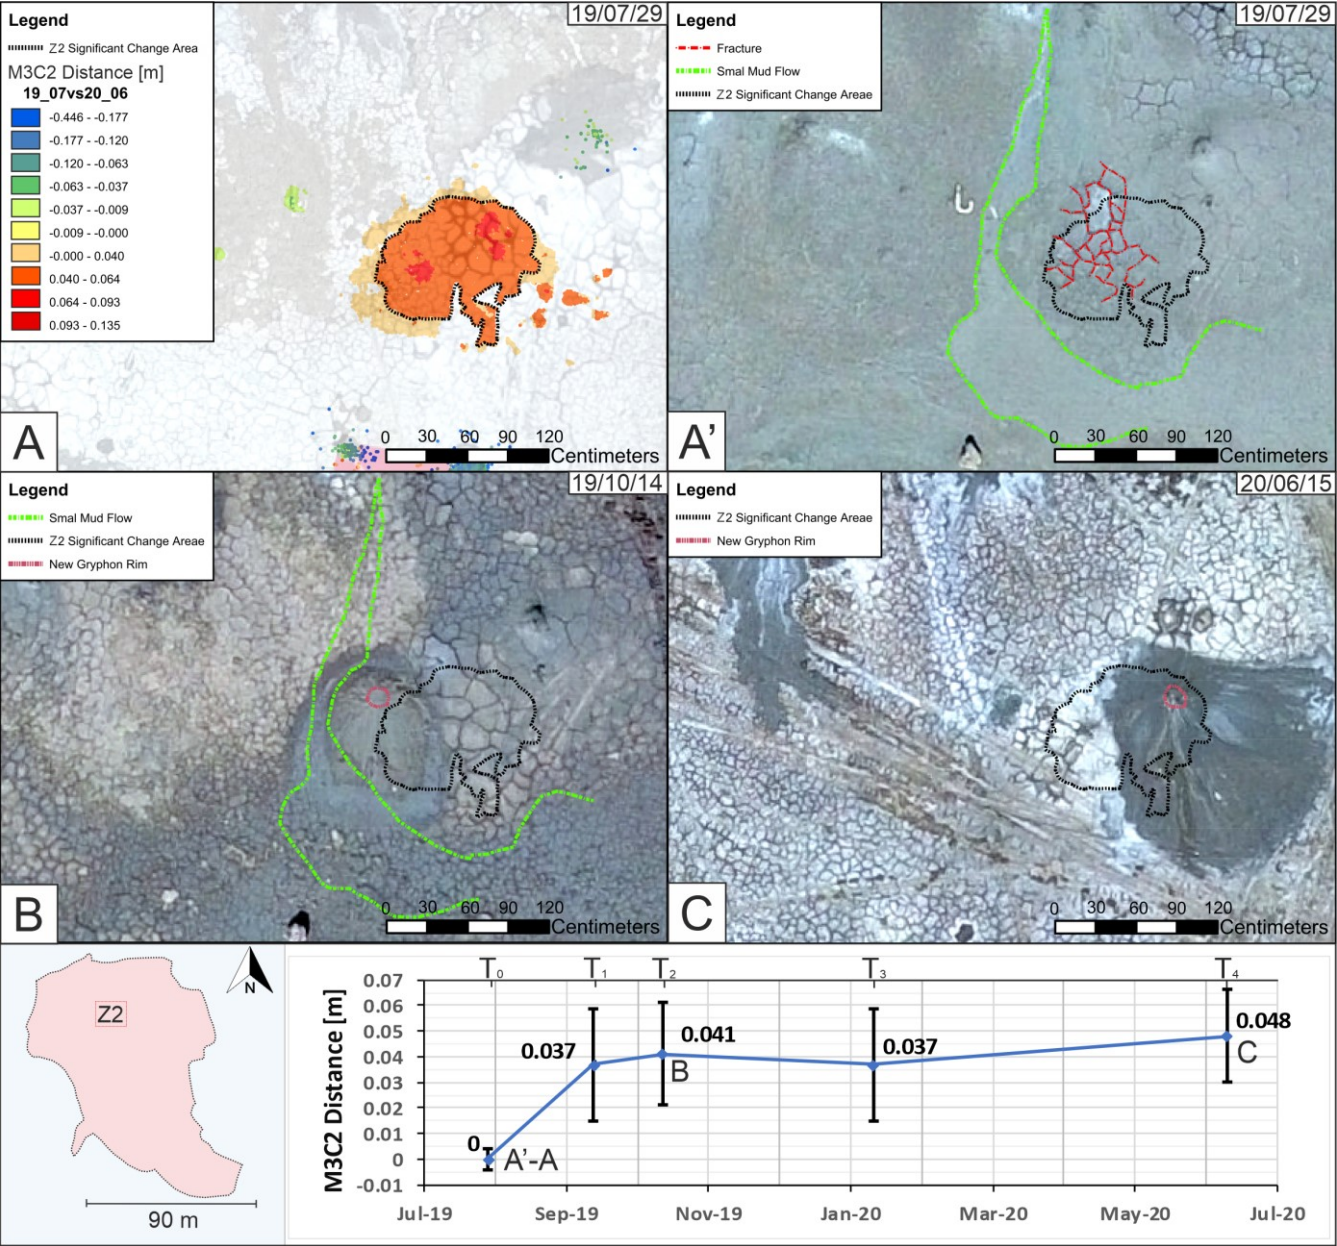 Legend
19/07/29
Z2 Significant Change Area
M3C2 Distance [m]
19_07vs20_06
-0.446 - -0.177
-0.177 - -0.120
-0.120 - -0.063
-0.063 - -0.037
-0.037 - -0.009
-0.009 - -0.000
-0.000 - 0.040
0.040 - 0.064
0.064 - 0.093
0.093 - 0.135
A
0 30 60 90 120
Centimeters
Legend
19/07/29
Fracture
Smal Mud Flow
Z2 Significant Change Areae
A’
0 30 60 90 120
Centimeters
Legend
19/10/14
Smal Mud Flow
Z2 Significant Change Areae
New Gryphon Rim
B
0 30 60 90 120
Centimeters
Legend
20/06/15
Z2 Significant Change Areae
New Gryphon Rim
C
0 30 60 90 120
Centimeters
Z2
N
90 m
T0 T1 T2 T3 T4
M3C2 Distance [m]
0.07
0.06
0.05
0.04
0.03
0.02
0.01
0
-0.01
0
A’-A
0.037
0.041
B
0.037
0.048
C
Jul-19 Sep-19 Nov-19 Jan-20 Mar-20 May-20 Jul-20